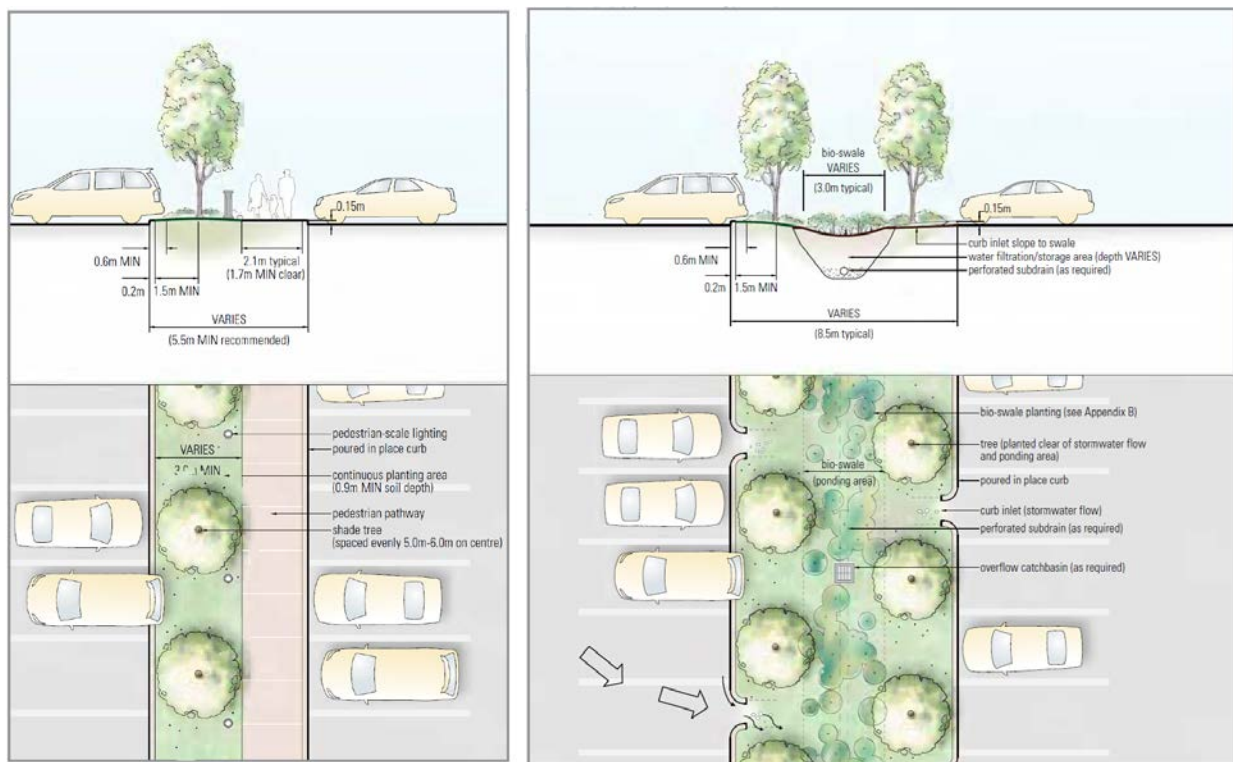 0.15m
0.6m MIN
2.1m typical
(1.7m MIN clear)
0.2m
1.5m MIN
VARIES
(5.5m MIN recommended)
pedestrian-scale lighting
VARIES
poured in place curb
MIN
continuous planting area
(0.9m MIN soil depth)
pedestrian pathway
shade tree
(spaced evenly 5.0m-6.0m on centre)
bio-swale
VARIES
(3.0m typical)
0.15m
curb inlet slope to swale
0.6m MIN
water filtration/storage area (depth VARIES)
perforated subdrain (as required)
0.2m
1.5m MIN
VARIES
(8.5m typical)
bio-swale planting (see Appendix B)
tree (planted clear of stormwater flow
and ponding area)
bio-swale
(ponding area)
poured in place curb
curb inlet (stormwater flow)
perforated subdrain (as required)
overflow catchbasin (as required)